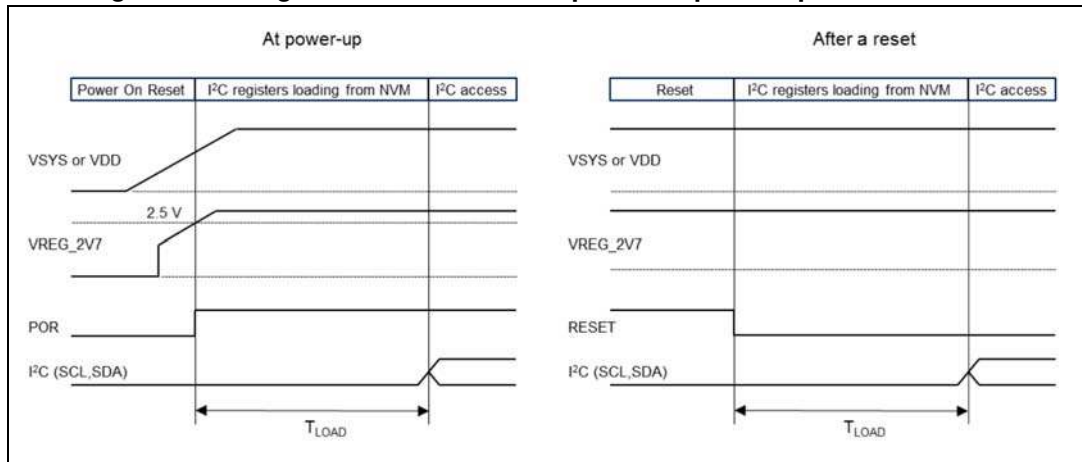 At power-up
Power On Reset
I²C registers loading from NVM
I²C access
VSYS or VDD
2.5 V
VREG_2V7
POR
I²C (SCL,SDA)
TLOAD
After a reset
Reset
I²C registers loading from NVM
I²C access
VSYS or VDD
VREG_2V7
RESET
I²C (SCL,SDA)
TLOAD